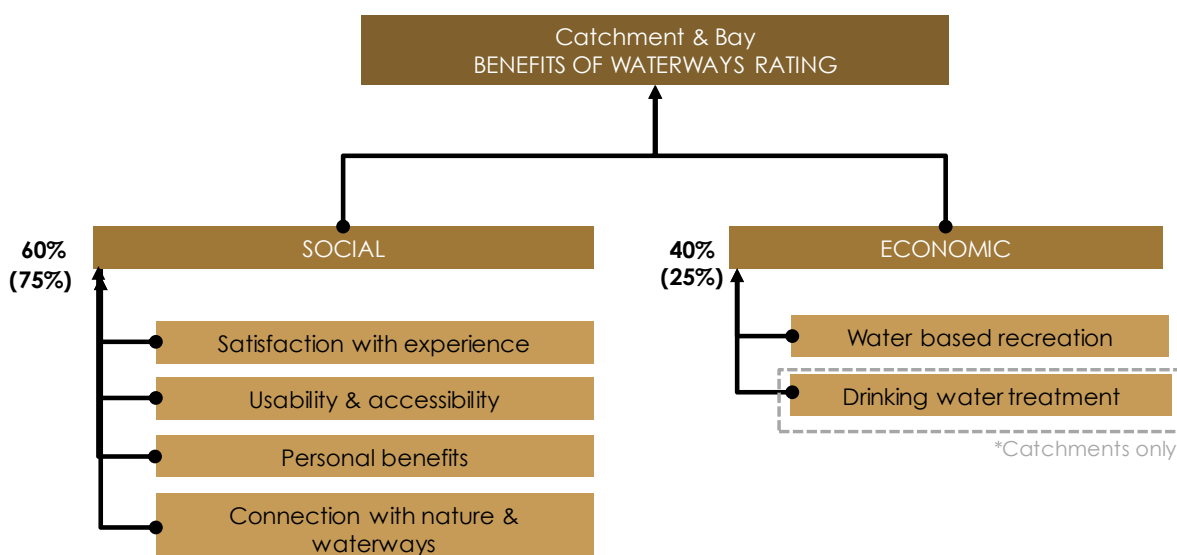 Catchment & Bay
BENEFITS OF WATERWAYS RATING
60%
(75%)
SOCIAL
40%
(25%)
ECONOMIC
Satisfaction with experience
Usability & accessibility
Personal benefits
Connection with nature &
waterways
Water based recreation
Drinking water treatment
*Catchments only